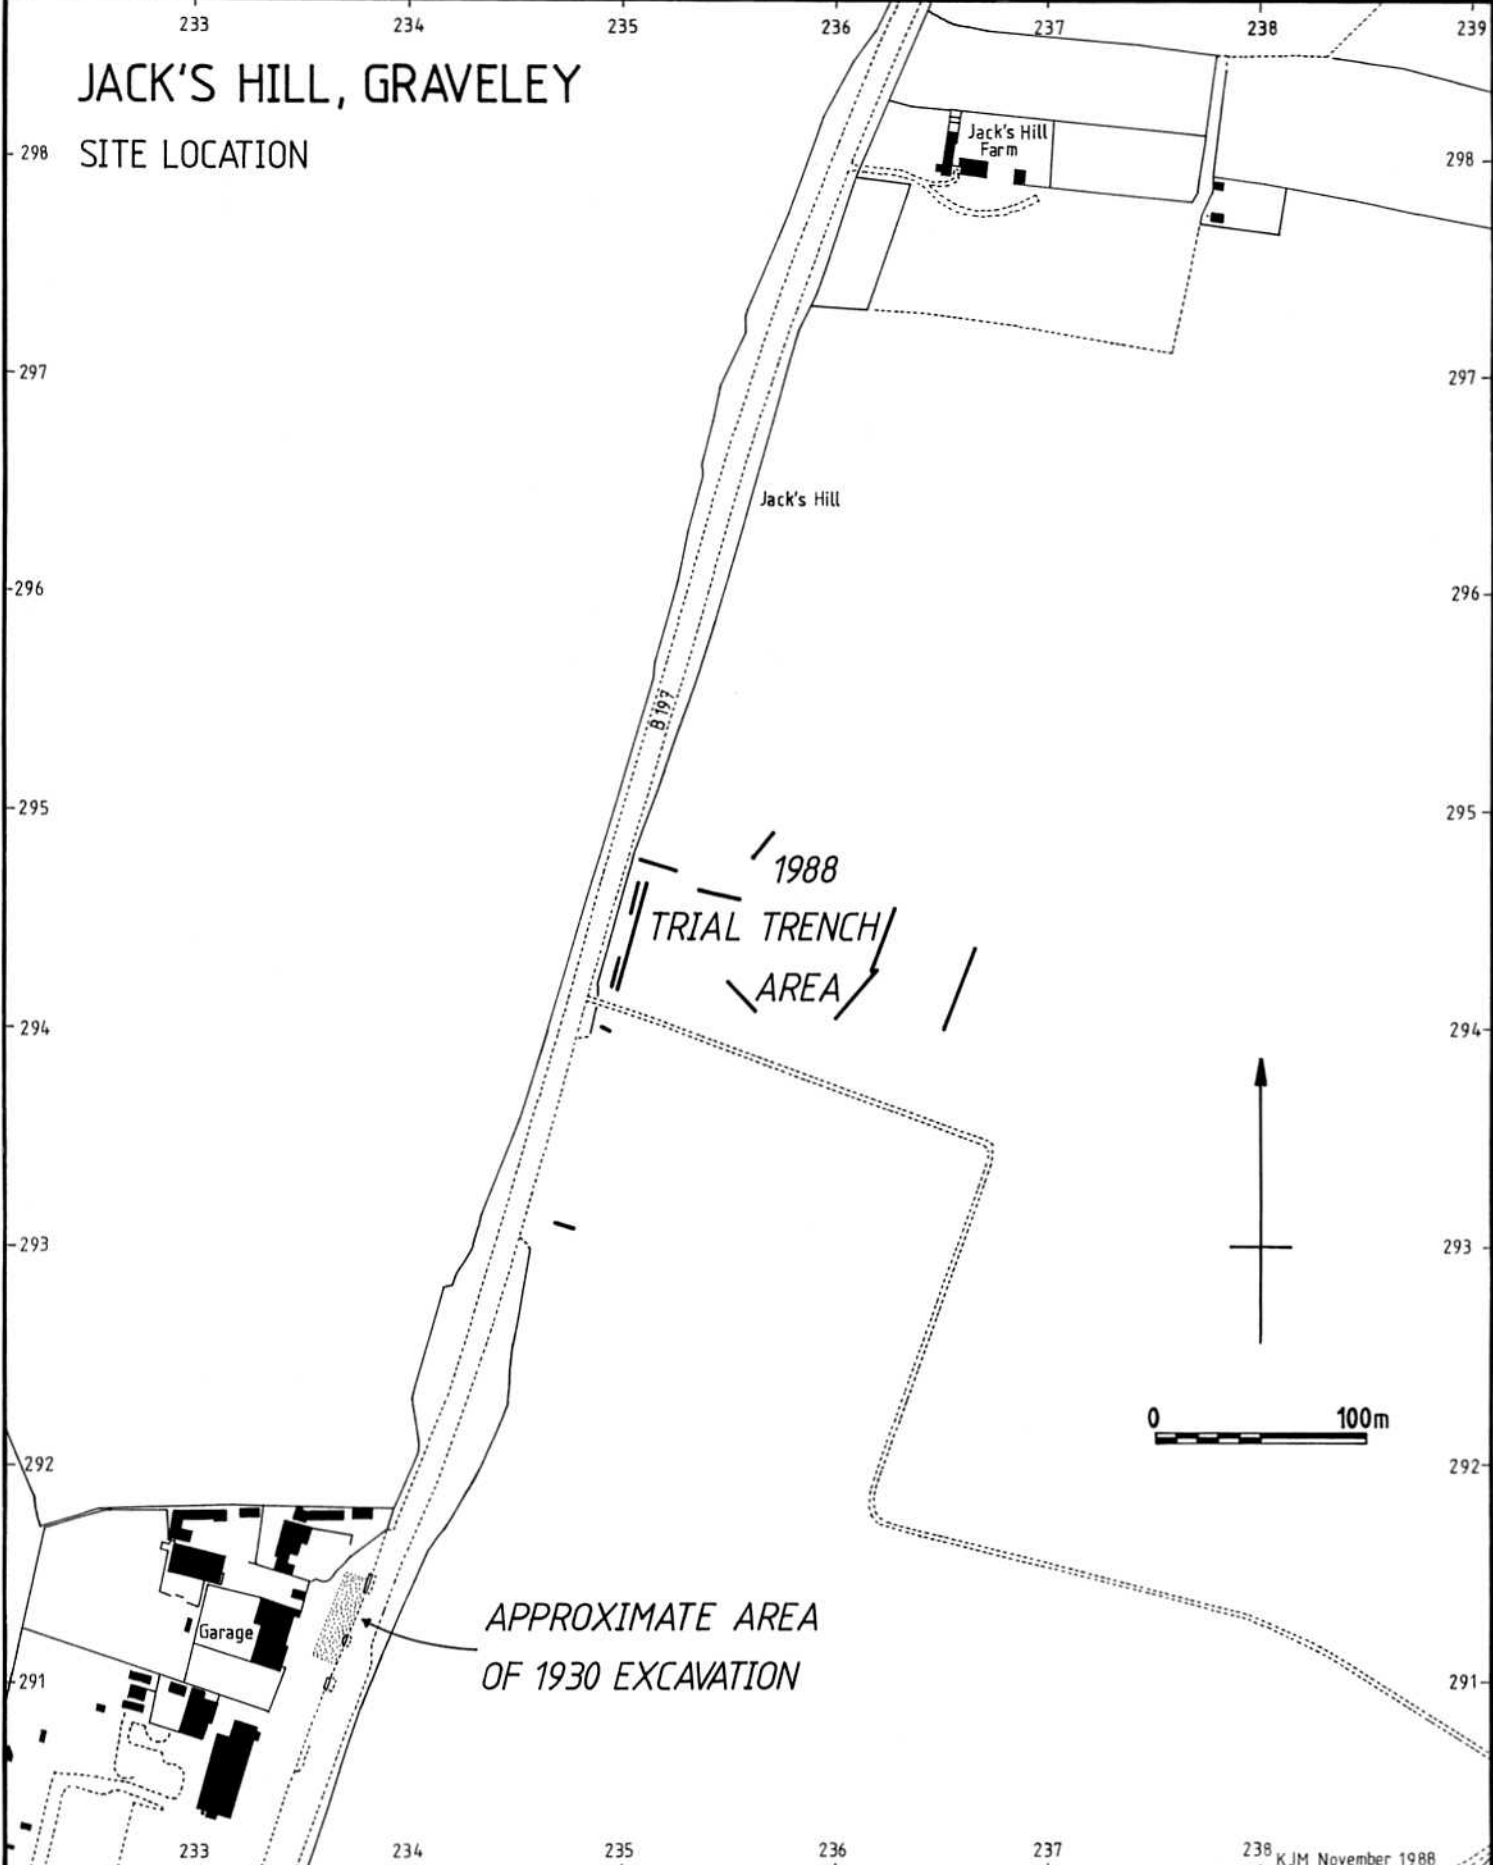 233 234 235 236 237 238 239
JACK'S HILL, GRAVELEY
SITE LOCATION
298
298
Jack's Hill
Farm
297
297
Jack's Hill
296
296
B 197
295
295
1988
TRIAL TRENCH
AREA
294
294
293
293
0 100m
292
292
APPROXIMATE AREA
OF 1930 EXCAVATION
Garage
291
291
233 234 235 236 237 238
KJM November 1988